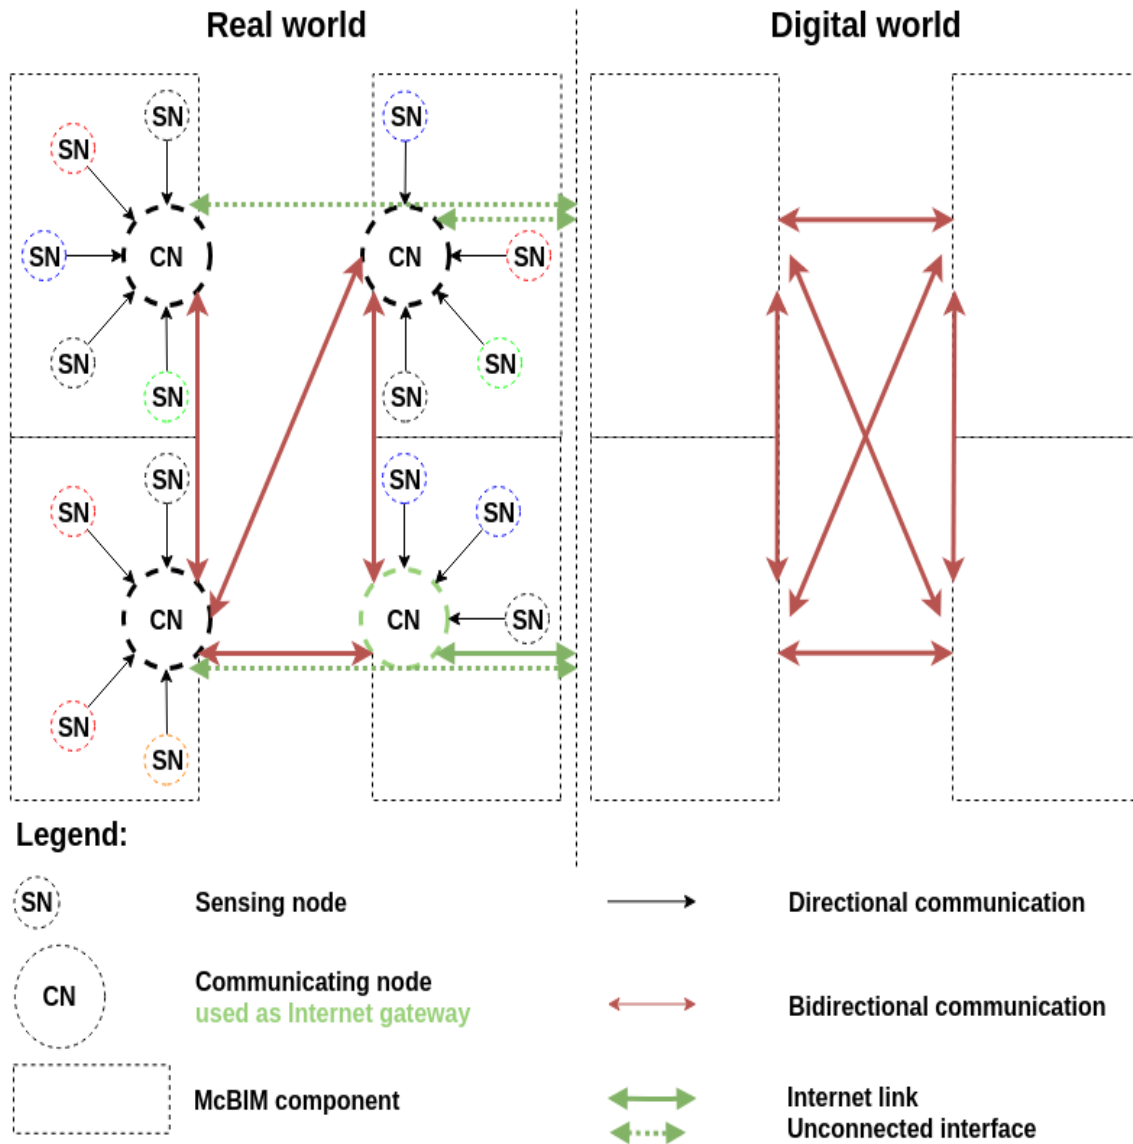 Real world
Digital world
SN
SN
SN
SN
SN
CN
SN
CN
SN
SN
SN
SN
SN
SN
SN
SN
SN
SN
CN
CN
SN
SN
SN
Legend:
SN
Sensing node
Directional communication
CN
Communicating node
used as Internet gateway
Bidirectional communication
McBIM component
Internet link
Unconnected interface